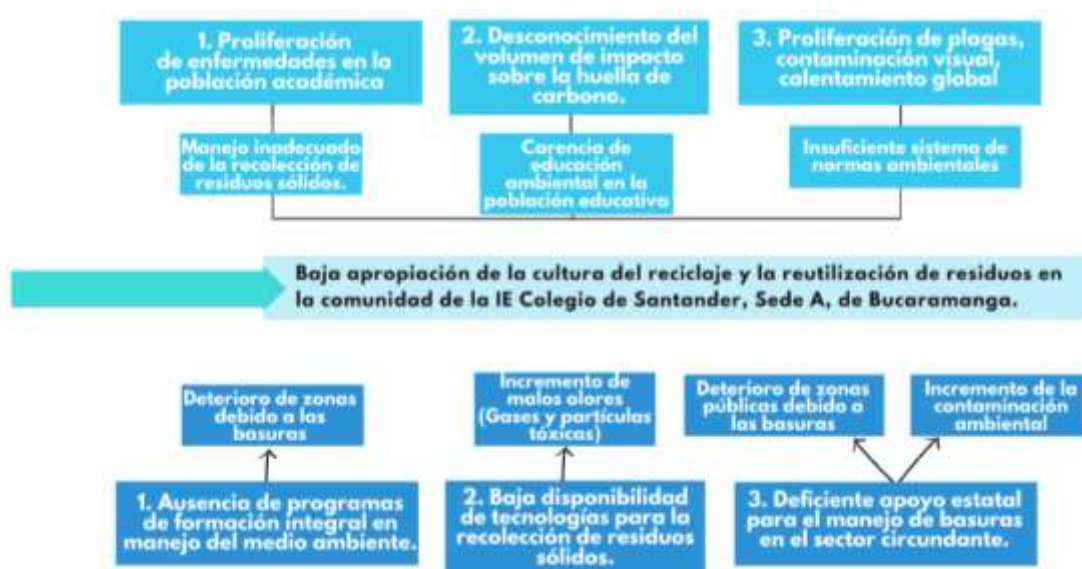 1. Proliferación
de enfermedades en la
población académica
2. Desconocimiento del
volumen de impacto
sobre la huella de
carbono.
3. Proliferación de plagas,
contaminación visual,
calentamiento global
Manejo inadecuado
de la recolección de
residuos sólidos.
Carencia de
educación
ambiental en la
población educativa
Insuficiente sistema de
normas ambientales
Baja apropiación de la cultura del reciclaje y la reutilización de residuos en
la comunidad de la IE Colegio de Santander, Sede A, de Bucaramanga.
Deterioro de zonas
debido a las
basuras
Incremento de
malos olores
(Gases y partículas
tóxicas)
Deterioro de zonas
públicas debido a
las basuras
Incremento de la
contaminación
ambiental
1. Ausencia de programas
de formación integral en
manejo del medio ambiente.
2. Baja disponibilidad
de tecnologías para la
recolección de residuos
sólidos.
3. Deficiente apoyo estatal
para el manejo de basuras
en el sector circundante.